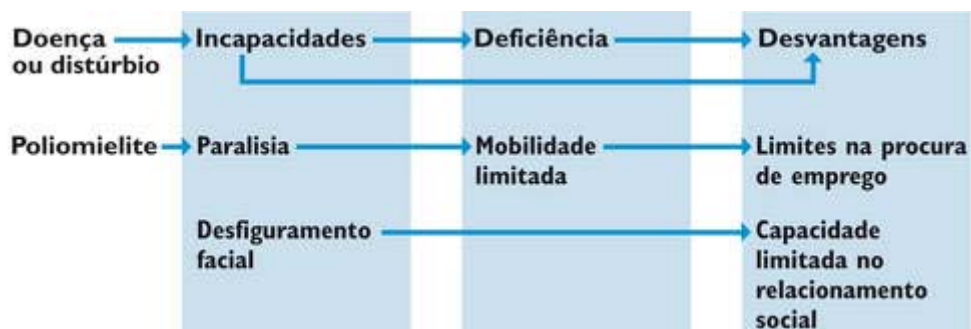 Doença Incapacidades Deficiência Desvantagens
ou distúrbio
Poliomielite Paralisia Mobilidade limitada Limites na procura de emprego
Desfiguramento facial Capacidade limitada no relacionamento social